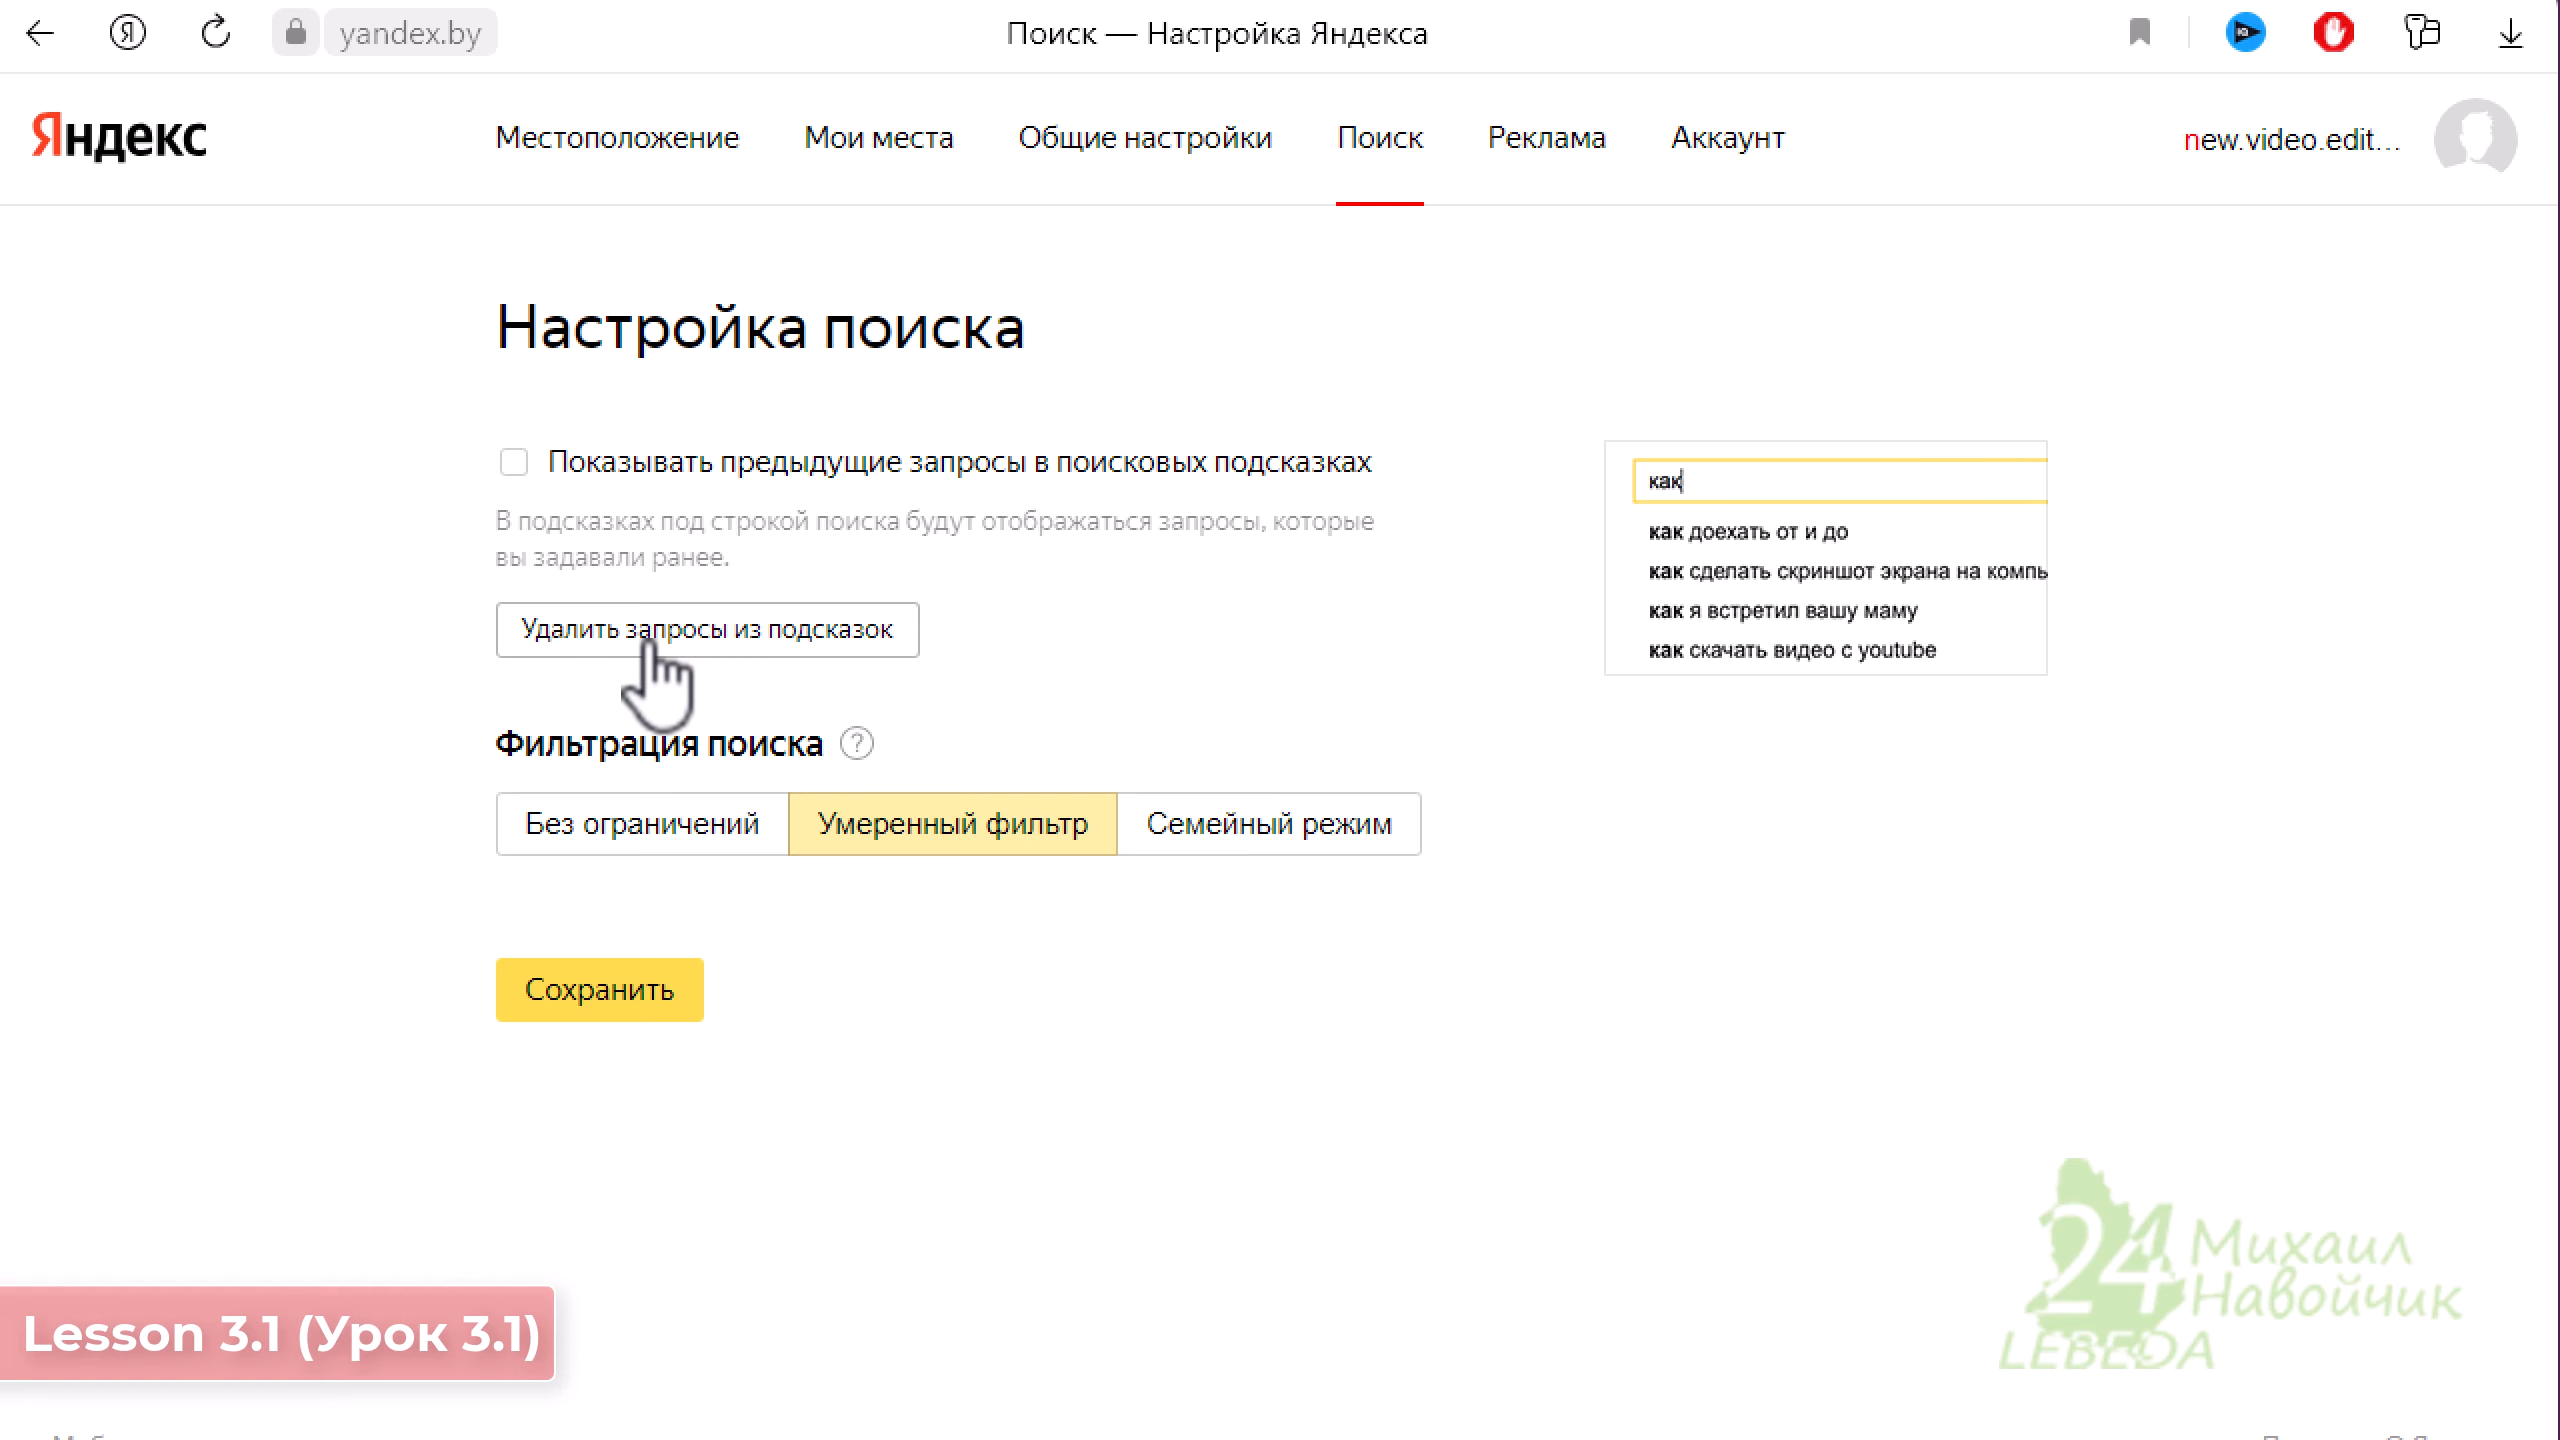 yandex.by
Поиск — Настройка Яндекса
Яндекс
Местоположение
Мои места
Общие настройки
Поиск
Реклама
Аккаунт
new.video.edit...
Настройка поиска
Показывать предыдущие запросы в поисковых подсказках
В подсказках под строкой поиска будут отображаться запросы, которые
вы задавали ранее.
Удалить запросы из подсказок
как
как доехать от и до
как сделать скриншот экрана на компь
как я встретил вашу маму
как скачать видео с youtube
Фильтрация поиска ?
Без ограничений
Умеренный фильтр
Семейный режим
Сохранить
24 Михаил
Навойчик
LEBEDA
Lesson 3.1 (Урок 3.1)